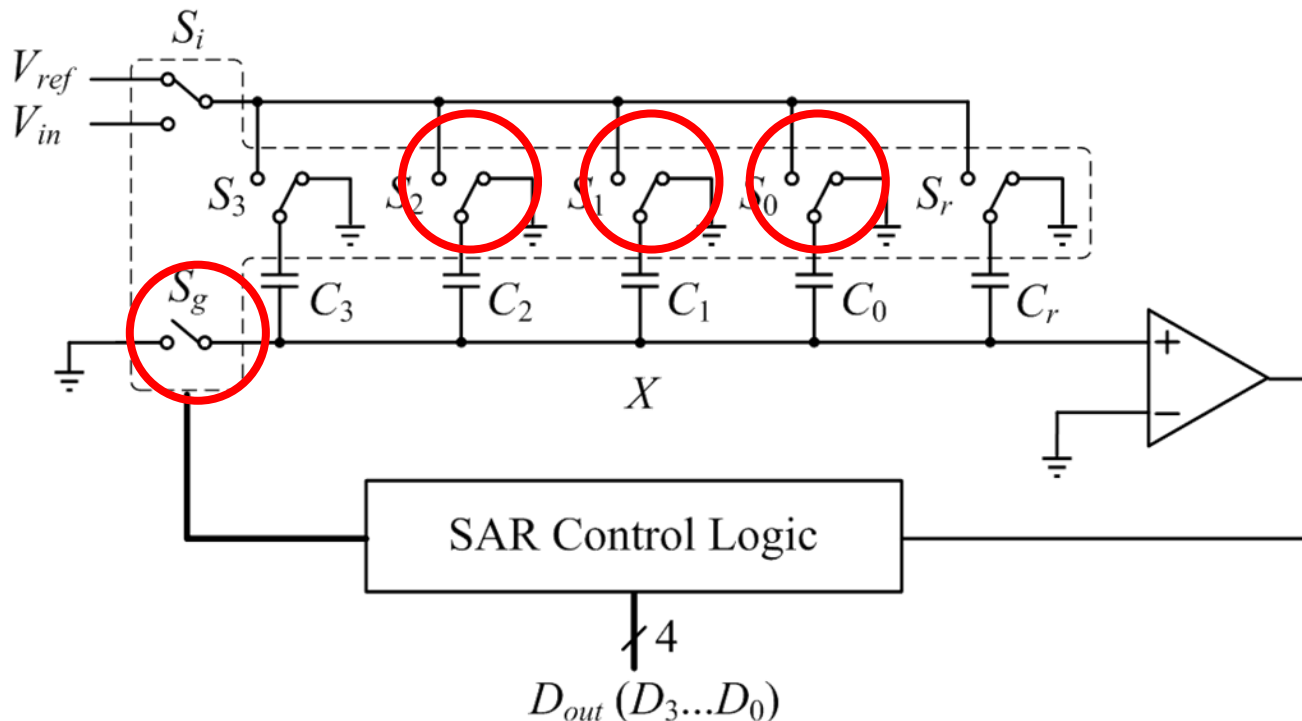 S_i
V_ref
V_in
S_3
S_2
S_1
S_0
S_r
S_g
C_3
C_2
C_1
C_0
C_r
+
X
−
SAR Control Logic
4
D_out (D_3...D_0)